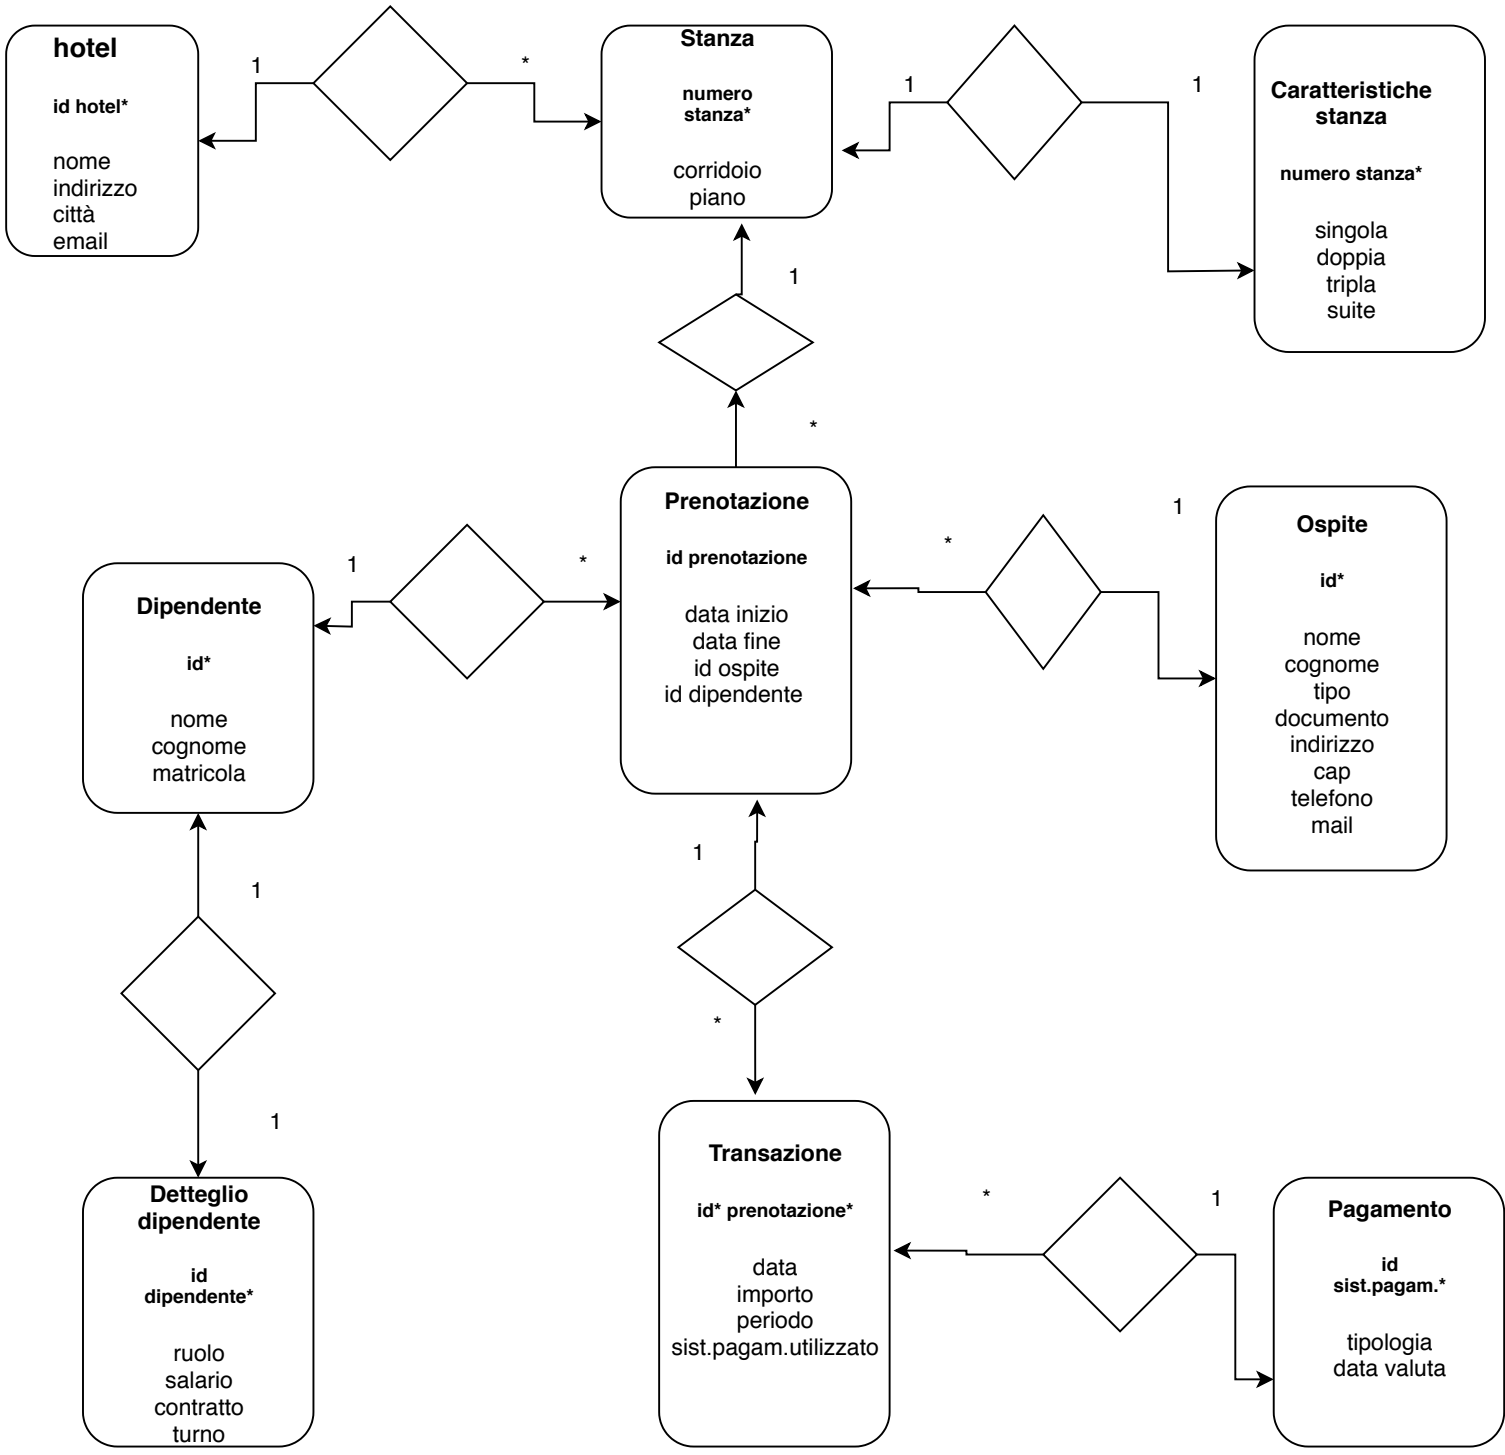 hotel
id hotel*
nome
indirizzo
città
email
1
*
Stanza
numero
stanza*
corridoio
piano
1
1
Caratteristiche
stanza
numero stanza*
singola
doppia
tripla
suite
1
*
Prenotazione
id prenotazione
data inizio
data fine
id ospite
id dipendente
1
*
Dipendente
id*
nome
cognome
matricola
*
1
Ospite
id*
nome
cognome
tipo
documento
indirizzo
cap
telefono
mail
1
1
Detteglio
dipendente
id
dipendente*
ruolo
salario
contratto
turno
1
*
Transazione
id* prenotazione*
data
importo
periodo
sist.pagam.utilizzato
*
1
Pagamento
id
sist.pagam.*
tipologia
data valuta